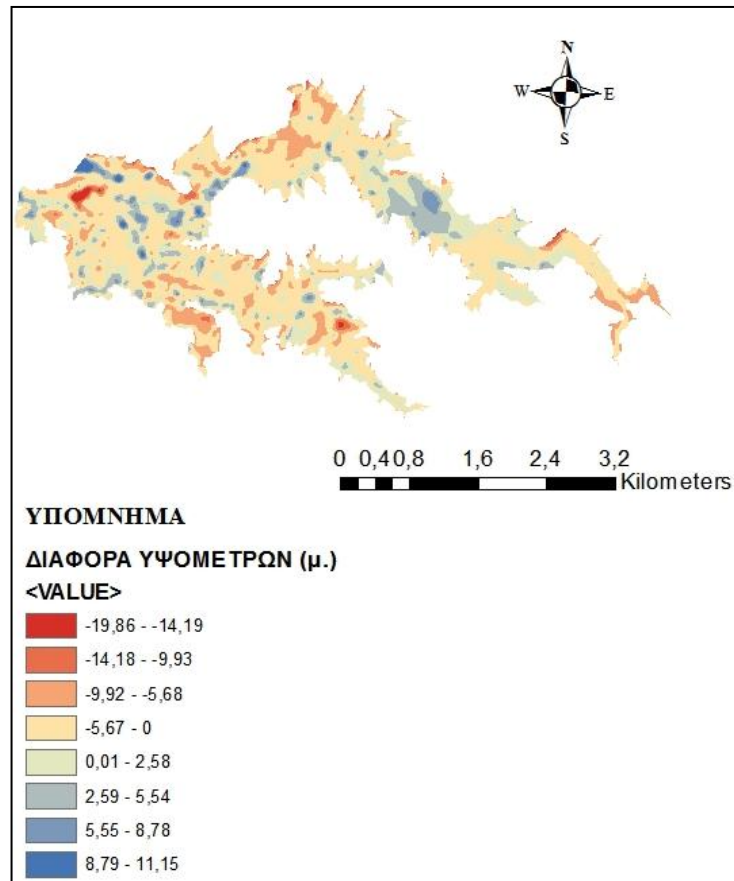 N
W E
S
0 0,4 0,8 1,6 2,4 3,2
Kilometers
ΥΠΟΜΝΗΜΑ
ΔΙΑΦΟΡΑ ΥΨΟΜΕΤΡΩΝ (μ.)
<VALUE>
-19,86 - -14,19
-14,18 - -9,93
-9,92 - -5,68
-5,67 - 0
0,01 - 2,58
2,59 - 5,54
5,55 - 8,78
8,79 - 11,15